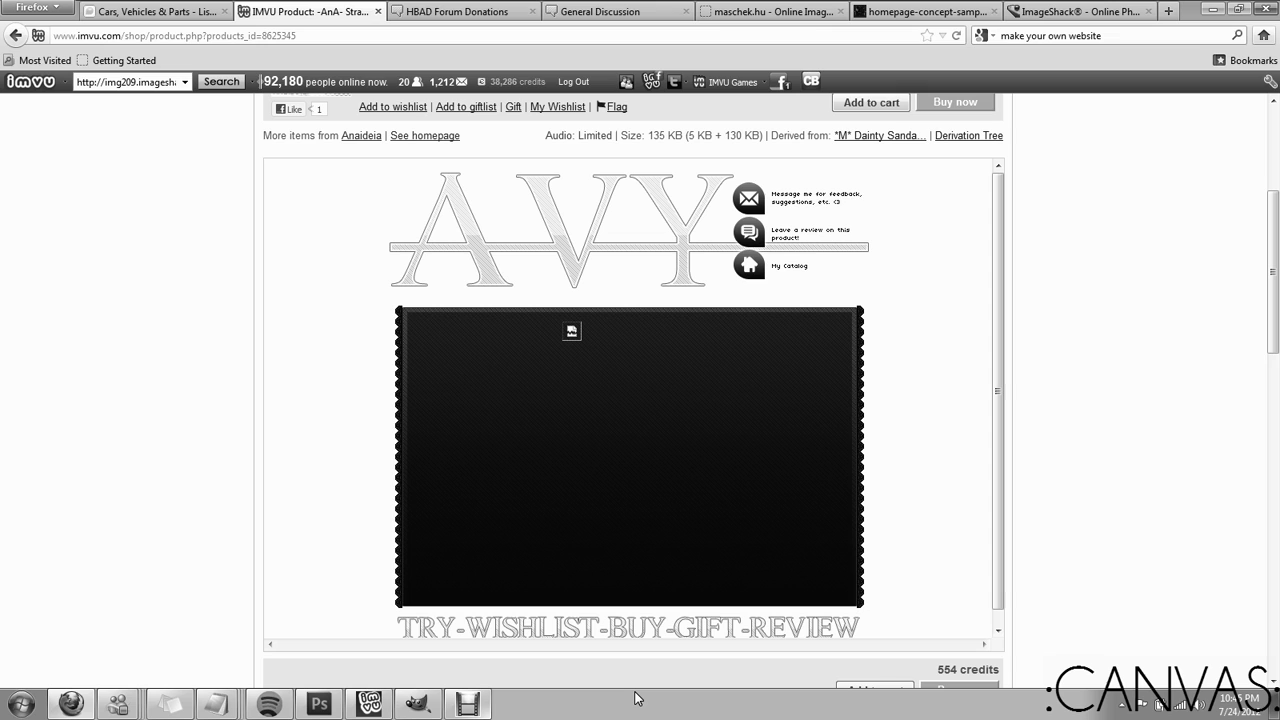 Firefox
Cars, Vehicles & Parts - Lis...
IMVU Product: -AnA- Stra...
HBAD Forum Donations
General Discussion
maschek.hu - Online Imag...
homepage-concept-samp...
ImageShack® - Online Ph...
www.imvu.com/shop/product.php?products_id=8625345
make your own website
Most Visited
Getting Started
Bookmarks
imvu
http://img209.imagesh
Search
92,180 people online now.
20
1,212
38,286 credits
Log Out
IMVU Games
CB
Like
1
Add to wishlist | Add to giftlist | Gift | My Wishlist | Flag
Add to cart
Buy now
More items from Anaideia | See homepage
Audio: Limited | Size: 135 KB (5 KB + 130 KB) | Derived from: *M* Dainty Sanda... | Derivation Tree
AVY
Message me for feedback,
suggestions, etc. <3
Leave a review on this
product!
My Catalog
TRY-WISHLIST-BUY-GIFT-REVIEW
554 credits
Ps
:CANVAS:
10:45 PM
7/24/2012